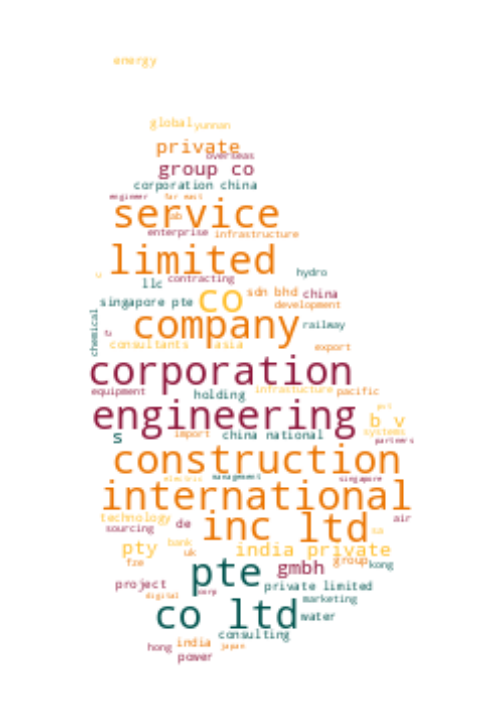 energy
global yunnan
private
overseas
group co
corporation china
engineer far east
service
lab
enterprise infrastructure
limited
hydro
contracting
llc
sdn bhd china
singapore pte co development
chemical
company railway
consultants asia export
corporation
equipment holding infrastructure pacific
engineering
b v
s import china national systems
partners
construction
electric management singapore
international
technology de air
sourcing inc ltd sa
pty bank india private
uk
fze pte gmbh group kong
project corp private limited
digital marketing
co ltd water
consulting
hong india japan
power